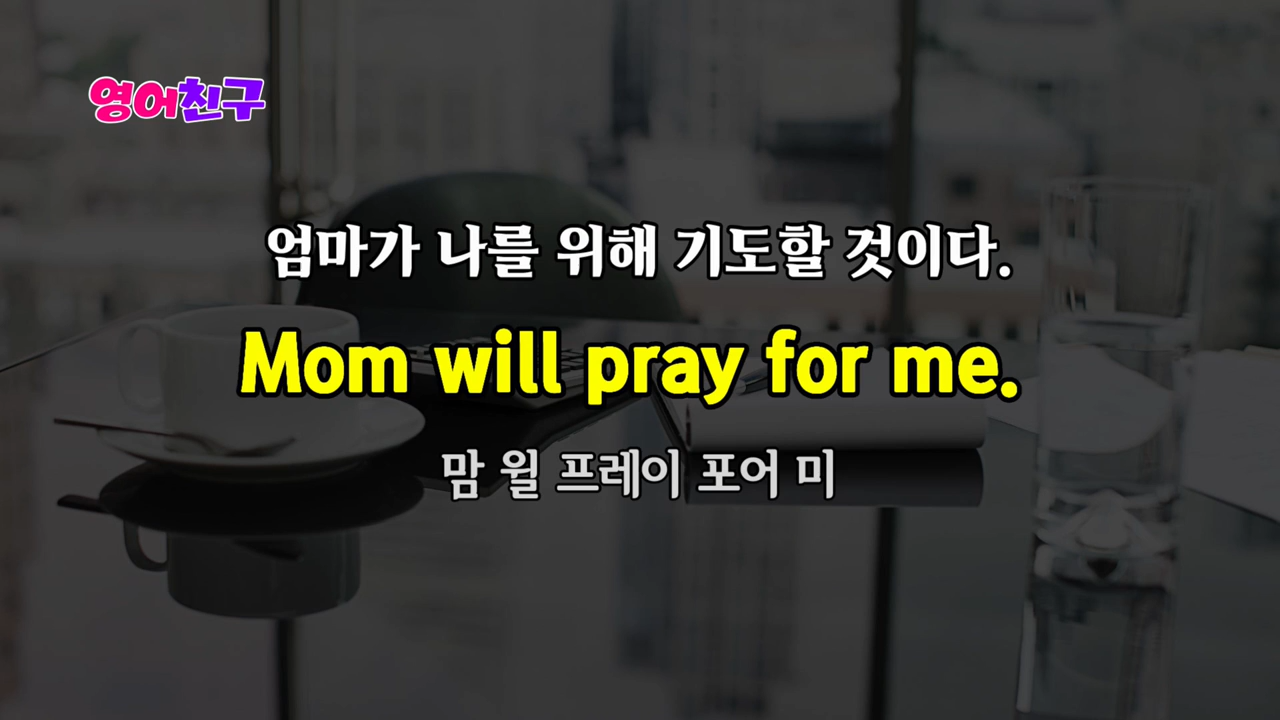 영어친구
엄마가 나를 위해 기도할 것이다.
Mom will pray for me.
맘 윌 프레이 포어 미